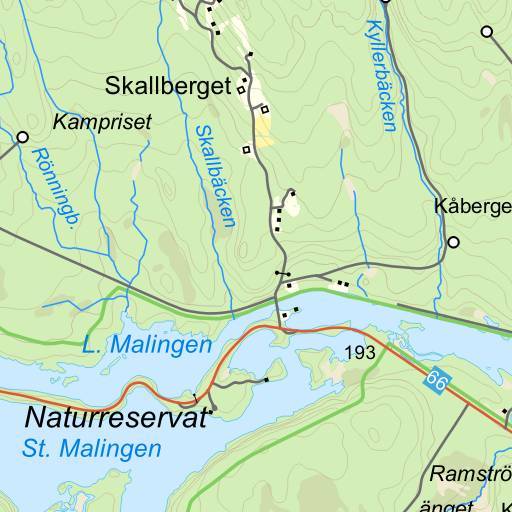 Skallberget
Kampriset
Kyllerbäcken
Skallbäcken
Rönningb.
Kåberge
L. Malingen
193
66
Naturreservat
St. Malingen
Ramströ
änget
K